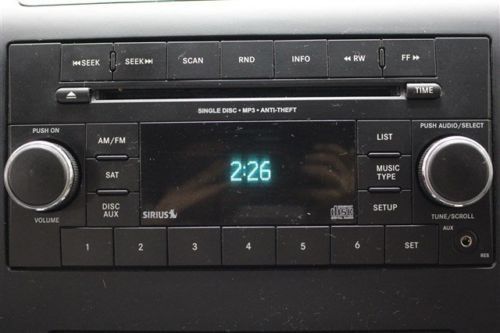 ⏮SEEK SEEK⏭ SCAN RND INFO ◀◀ RW FF ▶▶
TIME
SINGLE DISC • MP3 • ANTI-THEFT
PUSH ON
PUSH AUDIO/SELECT
AM/FM
LIST
2:26
SAT
MUSIC
TYPE
DISC
AUX
SIRIUS
SETUP
VOLUME
TUNE/SCROLL
1 2 3 4 5 6 SET
AUX
RES